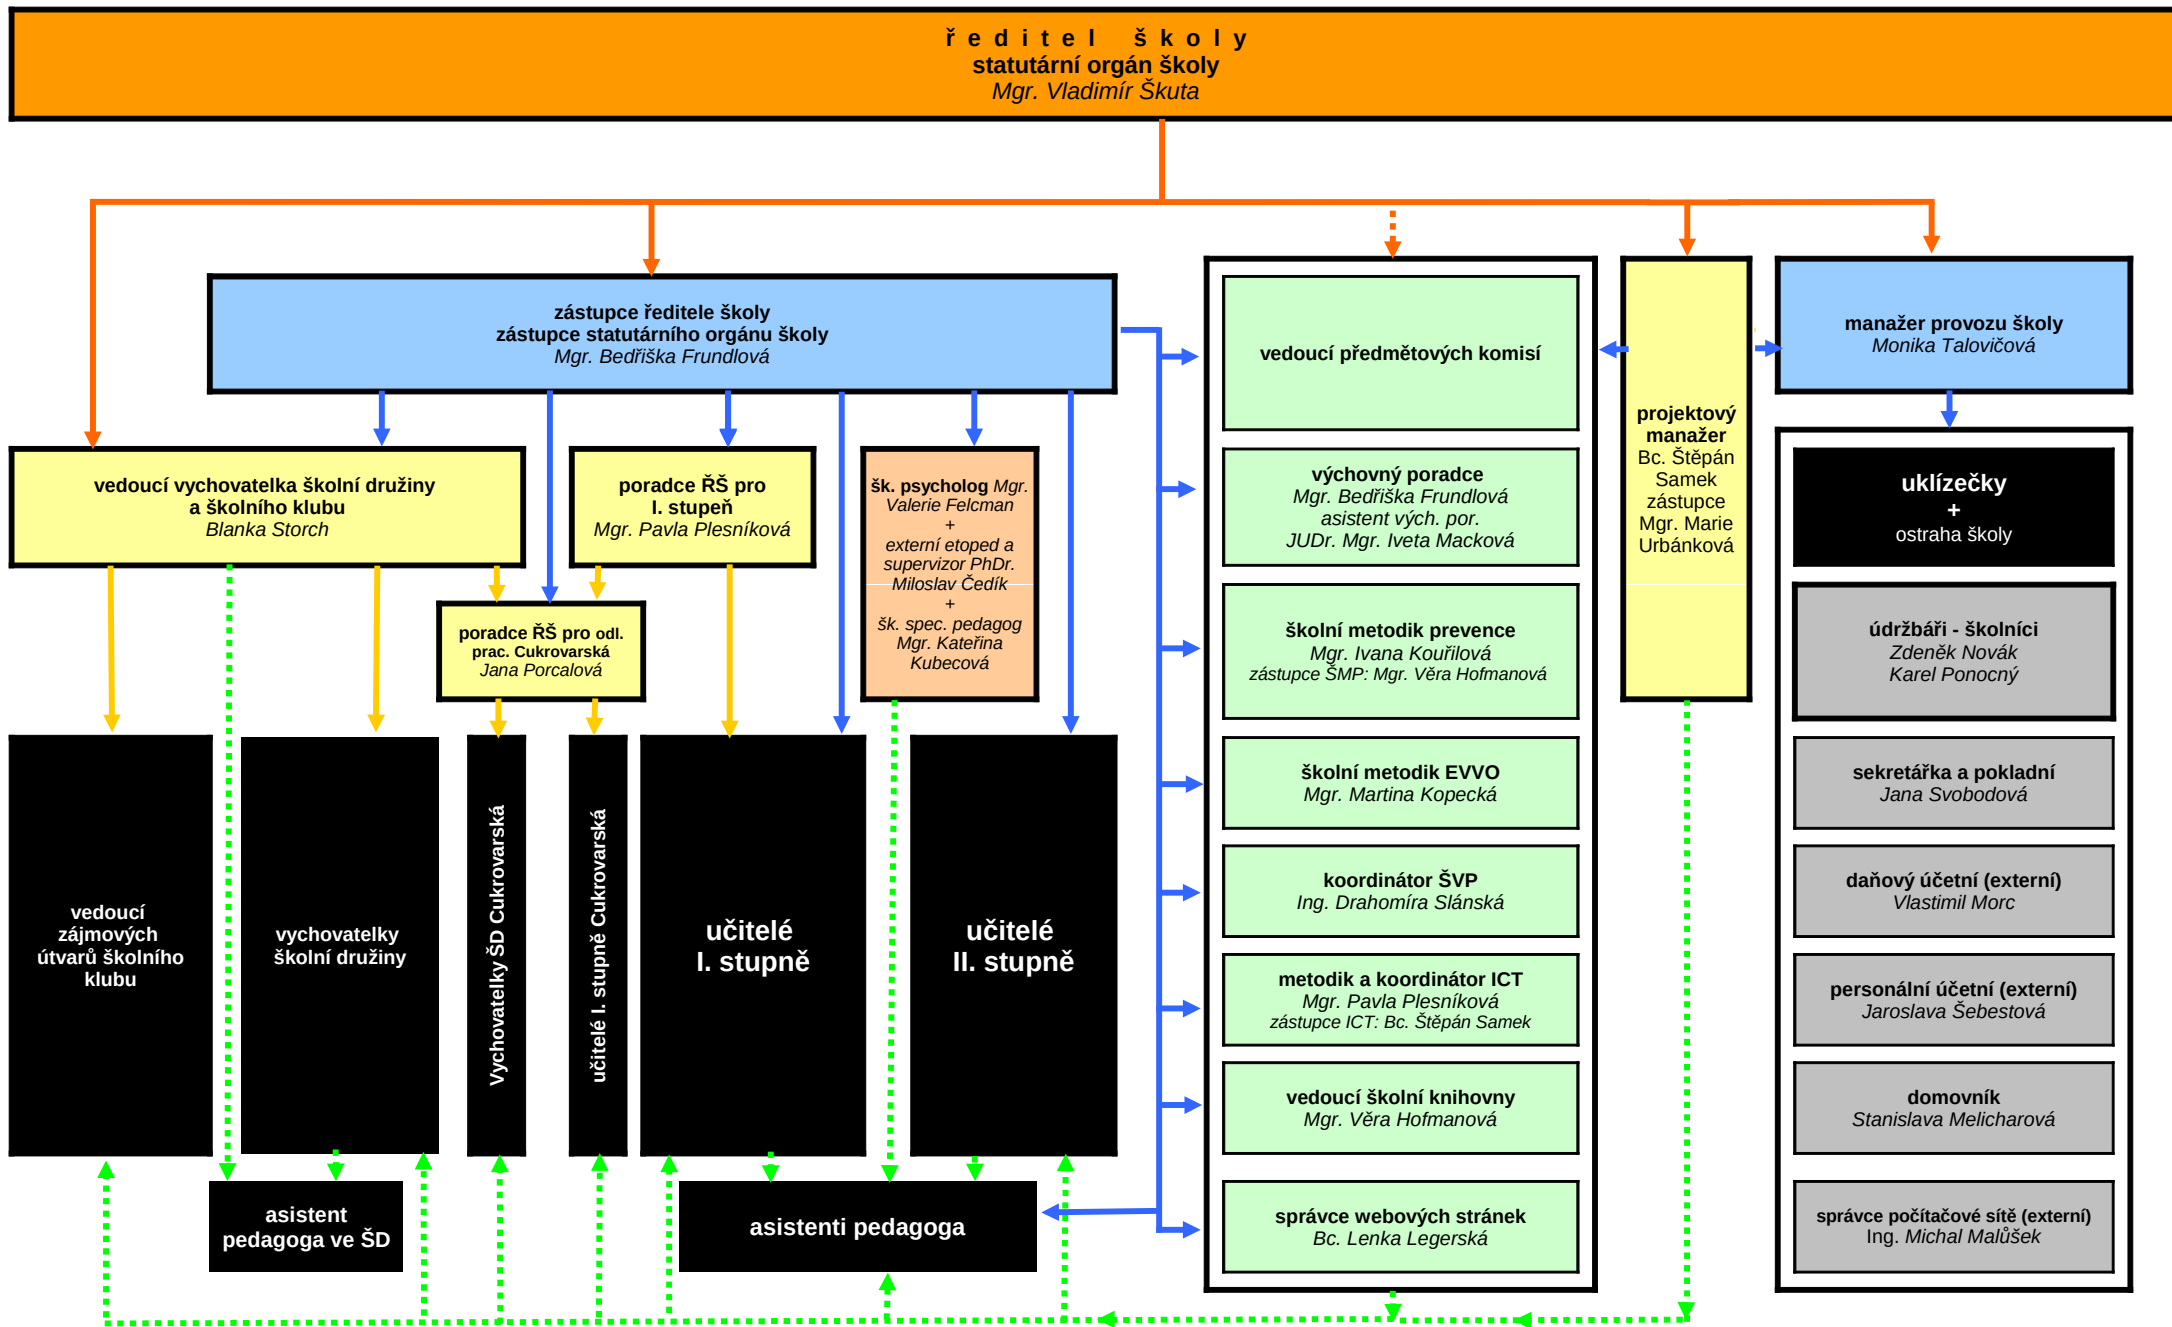 ředitel školy
statutární orgán školy
Mgr. Vladimír Škuta
zástupce ředitele školy
zástupce statutárního orgánu školy
Mgr. Bedřiška Frundlová
vedoucí vychovatelka školní družiny
a školního klubu
Blanka Storch
poradce ŘŠ pro
I. stupeň
Mgr. Pavla Plesníková
šk. psycholog Mgr.
Valerie Felcman
+
externí etoped a
supervizor PhDr.
Miloslav Čedík
+
šk. spec. pedagog
Mgr. Kateřina
Kubecová
poradce ŘŠ pro odl.
prac. Cukrovarská
Jana Porcalová
vedoucí
zájmových
útvarů školního
klubu
vychovatelky
školní družiny
Vychovatelky ŠD Cukrovarská
učitelé I. stupně Cukrovarská
učitelé
I. stupně
učitelé
II. stupně
asistent
pedagoga ve ŠD
asistenti pedagoga
vedoucí předmětových komisí
výchovný poradce
Mgr. Bedřiška Frundlová
asistent vých. por.
JUDr. Mgr. Iveta Macková
školní metodik prevence
Mgr. Ivana Kouřilová
zástupce ŠMP: Mgr. Věra Hofmanová
školní metodik EVVO
Mgr. Martina Kopecká
koordinátor ŠVP
Ing. Drahomíra Slánská
metodik a koordinátor ICT
Mgr. Pavla Plesníková
zástupce ICT: Bc. Štěpán Samek
vedoucí školní knihovny
Mgr. Věra Hofmanová
správce webových stránek
Bc. Lenka Legerská
projektový
manažer
Bc. Štěpán
Samek
zástupce
Mgr. Marie
Urbánková
manažer provozu školy
Monika Talovičová
uklízečky
+
ostraha školy
údržbáři - školníci
Zdeněk Novák
Karel Ponocný
sekretářka a pokladní
Jana Svobodová
daňový účetní (externí)
Vlastimil Morc
personální účetní (externí)
Jaroslava Šebestová
domovník
Stanislava Melicharová
správce počítačové sítě (externí)
Ing. Michal Malůšek